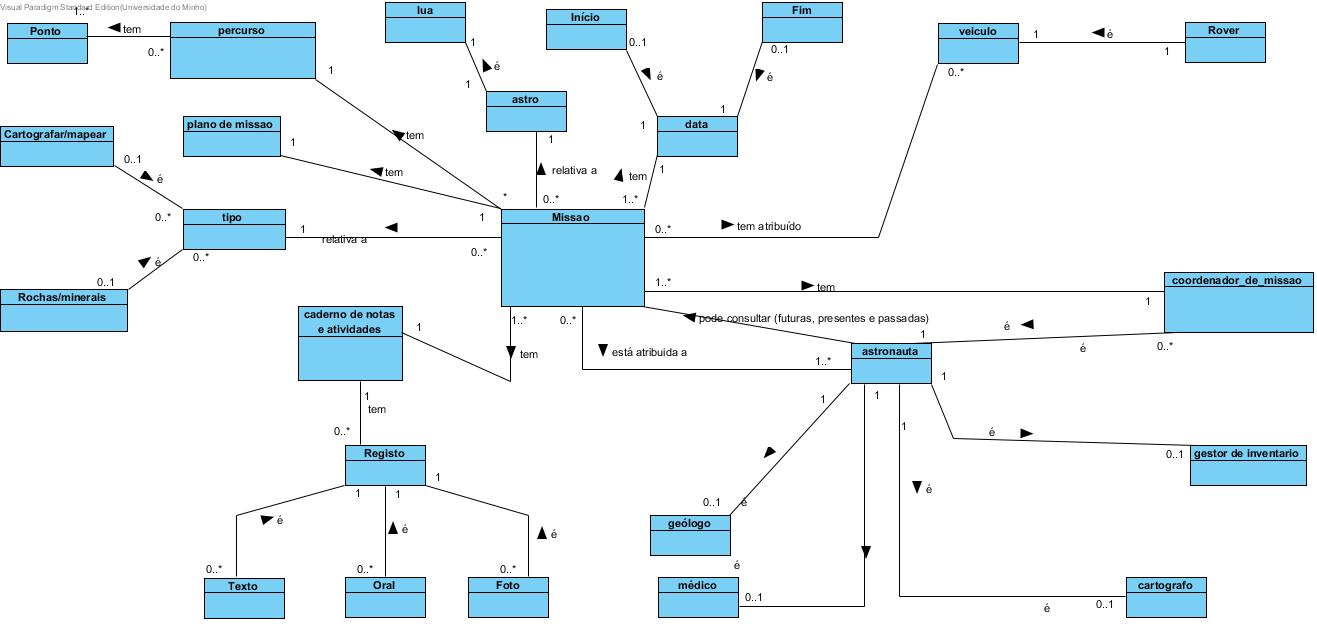 Visual Paradigm Standard Edition(Universidade do Minho)
1..*
Ponto
tem
0..*
percurso
1
lua
1
é
1
astro
1
relativa a
0..*
Início
0..1
é
1
Fim
0..1
é
1
data
1
tem
1..*
veiculo
0..*
1
é
1
Rover
Cartografar/mapear
0..1
é
0..*
plano de missao
1
tem
tem
*
1
tipo
1
relativa a
0..*
0..*
é
0..1
Rochas/minerais
Missao
0..*
tem atribuído
1..*
tem
1
coordenador_de_missao
pode consultar (futuras, presentes e passadas)
1
é
é
0..*
astronauta
caderno de notas
e atividades
1
1..*
tem
0..*
está atribuida a
1..*
1
tem
0..*
Registo
1
1
1
é
é
é
0..*
0..*
0..*
Texto
Oral
Foto
1
1
1
1
é
0..1
gestor de inventario
0..1
é
geólogo
é
é
médico
0..1
é
0..1
cartografo